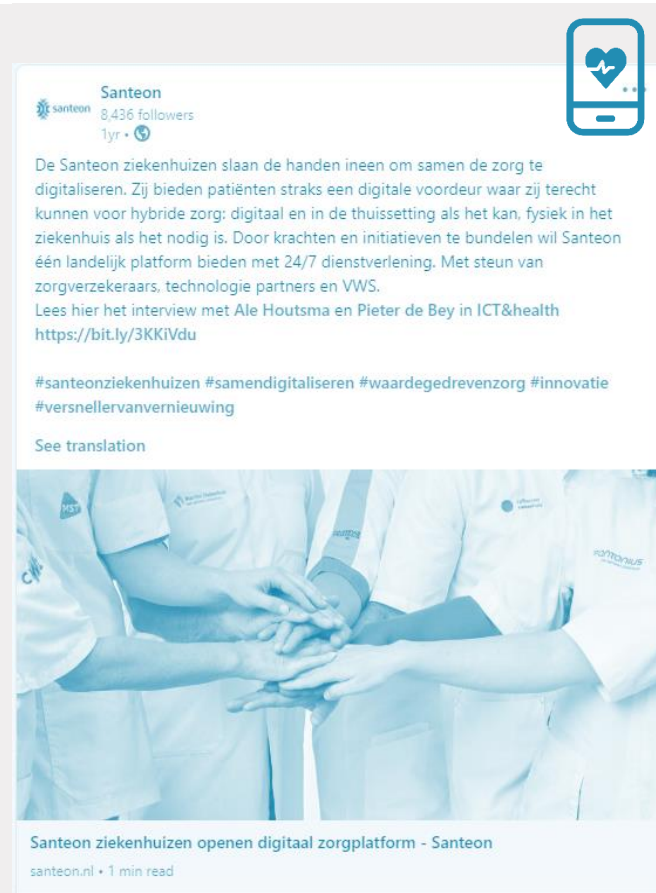 Santeon
santeon
8,436 followers
1yr •
De Santeon ziekenhuizen slaan de handen ineen om samen de zorg te
digitaliseren. Zij bieden patiënten straks een digitale voordeur waar zij terecht
kunnen voor hybride zorg: digitaal en in de thuissetting als het kan, fysiek in het
ziekenhuis als het nodig is. Door krachten en initiatieven te bundelen wil Santeon
één landelijk platform bieden met 24/7 dienstverlening. Met steun van
zorgverzekeraars, technologie partners en VWS.
Lees hier het interview met Ale Houtsma en Pieter de Bey in ICT&health
https://bit.ly/3KKiVdu
#santeonziekenhuizen #samendigitaliseren #waardegedrevenzorg #innovatie
#versnellervanvernieuwing
See translation
MST
CWZ
Santeon ziekenhuizen openen digitaal zorgplatform - Santeon
santeon.nl • 1 min read